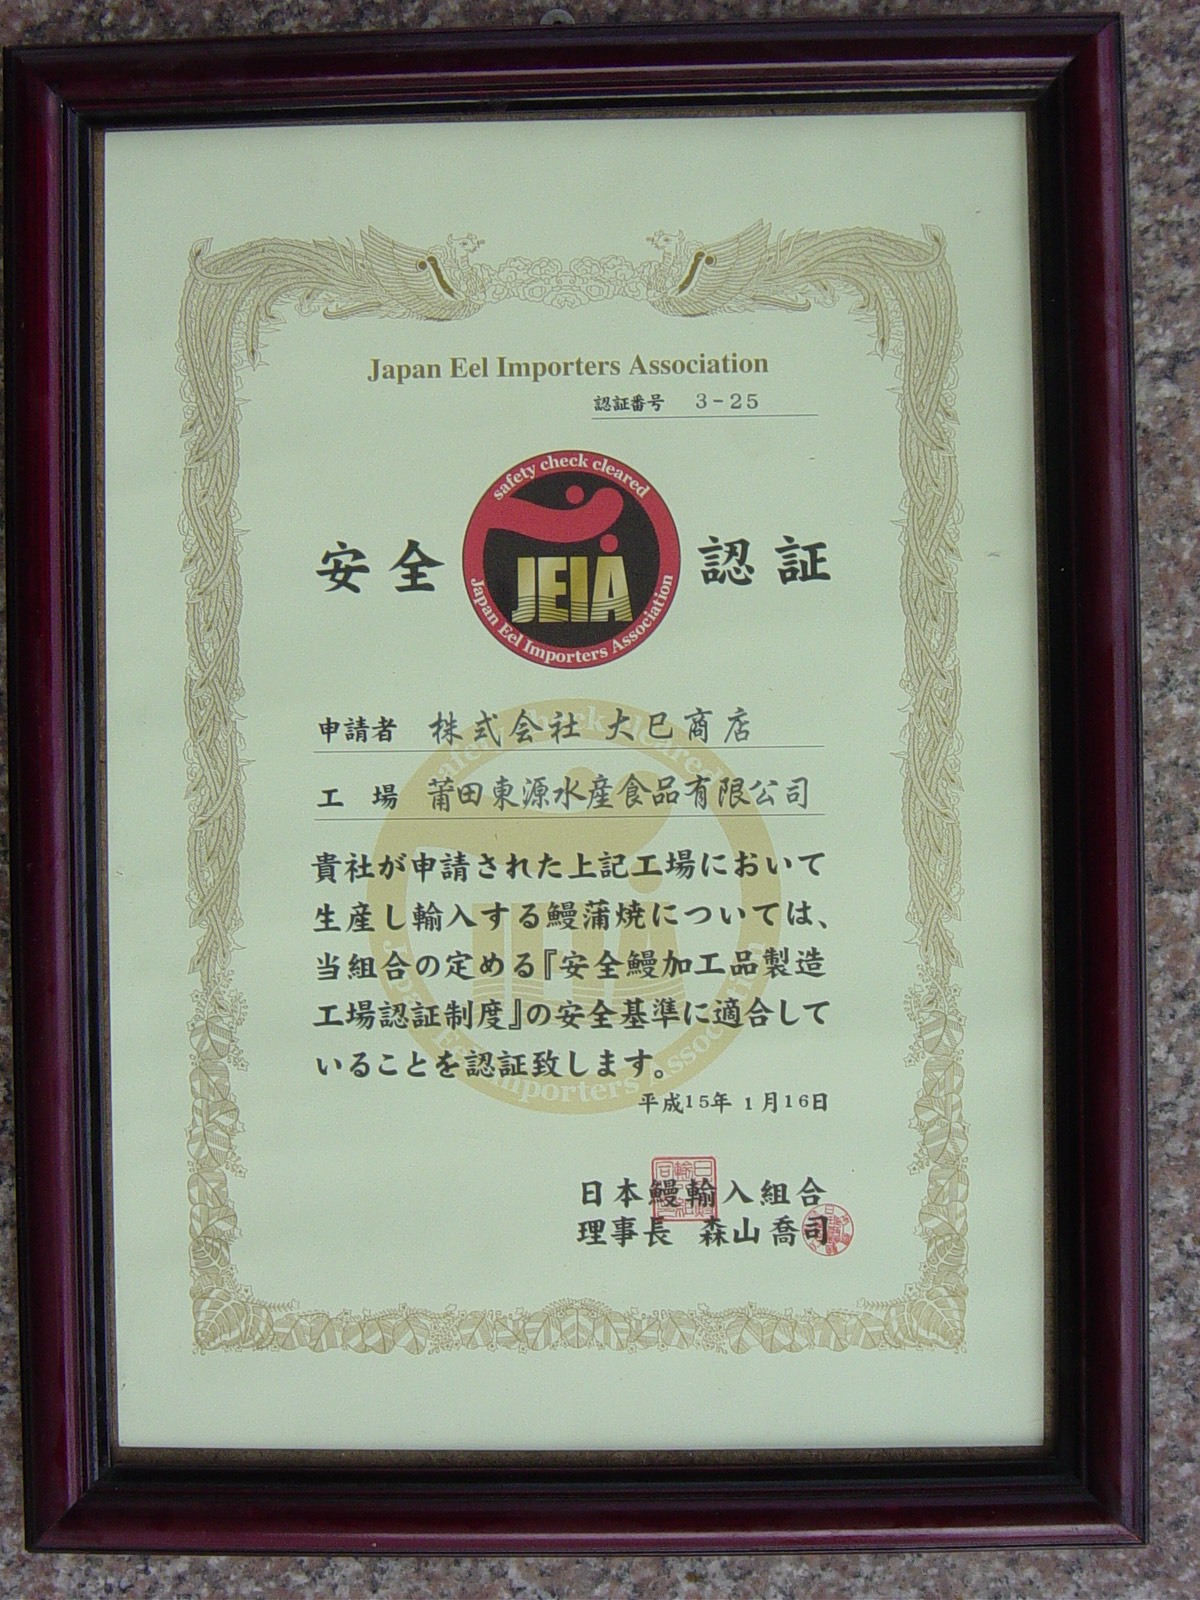 Japan Eel Importers Association
認証番号 3-25
safety check cleared
安全 認証
JEIA
Japan Eel Importers Association
申請者 株式会社 大巳商店
工場 莆田東源水産食品有限公司
貴社が申請された上記工場において
生産し輸入する鰻蒲焼については、
当組合の定める『安全鰻加工品製造
工場認証制度』の安全基準に適合して
いることを認証致します。
平成15年 1月16日
日本鰻輸入組合
理事長 森山喬司